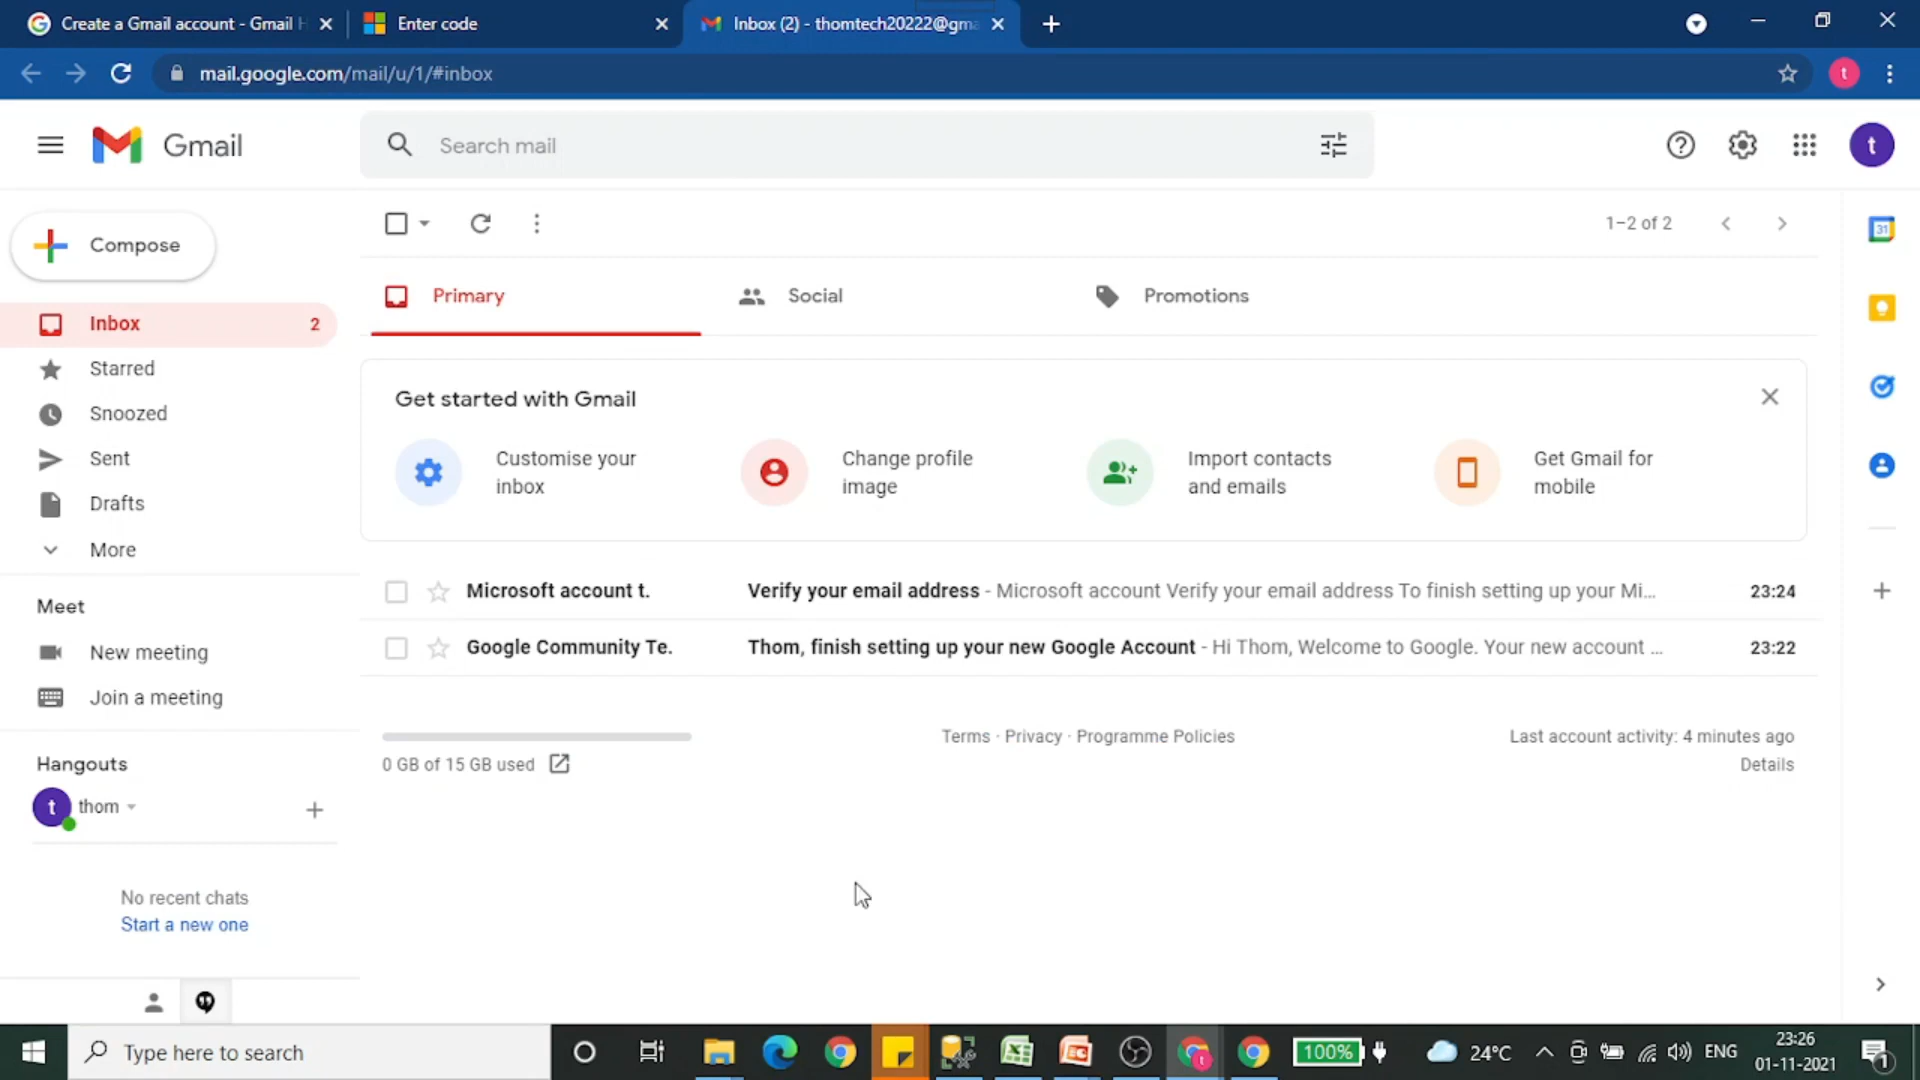 Create a Gmail account - Gmail H
Enter code
Inbox (2) - thomtech20222@gma
mail.google.com/mail/u/1/#inbox
t
Gmail
Search mail
t
Compose
1–2 of 2
31
Primary
Social
Promotions
Inbox
2
Starred
Snoozed
Sent
Drafts
More
Get started with Gmail
Customise your
inbox
Change profile
image
Import contacts
and emails
Get Gmail for
mobile
Microsoft account t.
Verify your email address - Microsoft account Verify your email address To finish setting up your Mi...
23:24
Google Community Te.
Thom, finish setting up your new Google Account - Hi Thom, Welcome to Google. Your new account ...
23:22
Meet
New meeting
Join a meeting
0 GB of 15 GB used
Terms · Privacy · Programme Policies
Last account activity: 4 minutes ago
Details
Hangouts
t
thom
No recent chats
Start a new one
Type here to search
100%
24°C
ENG
23:26
01-11-2021
1